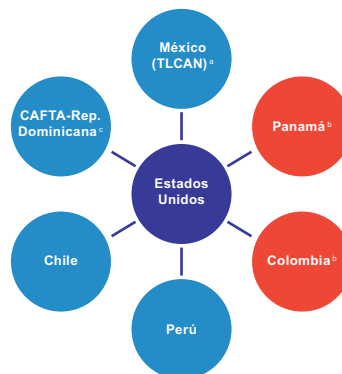 México
(TLCAN) a
CAFTA-Rep.
Dominicana c
Panamá b
Estados
Unidos
Chile
Colombia b
Perú